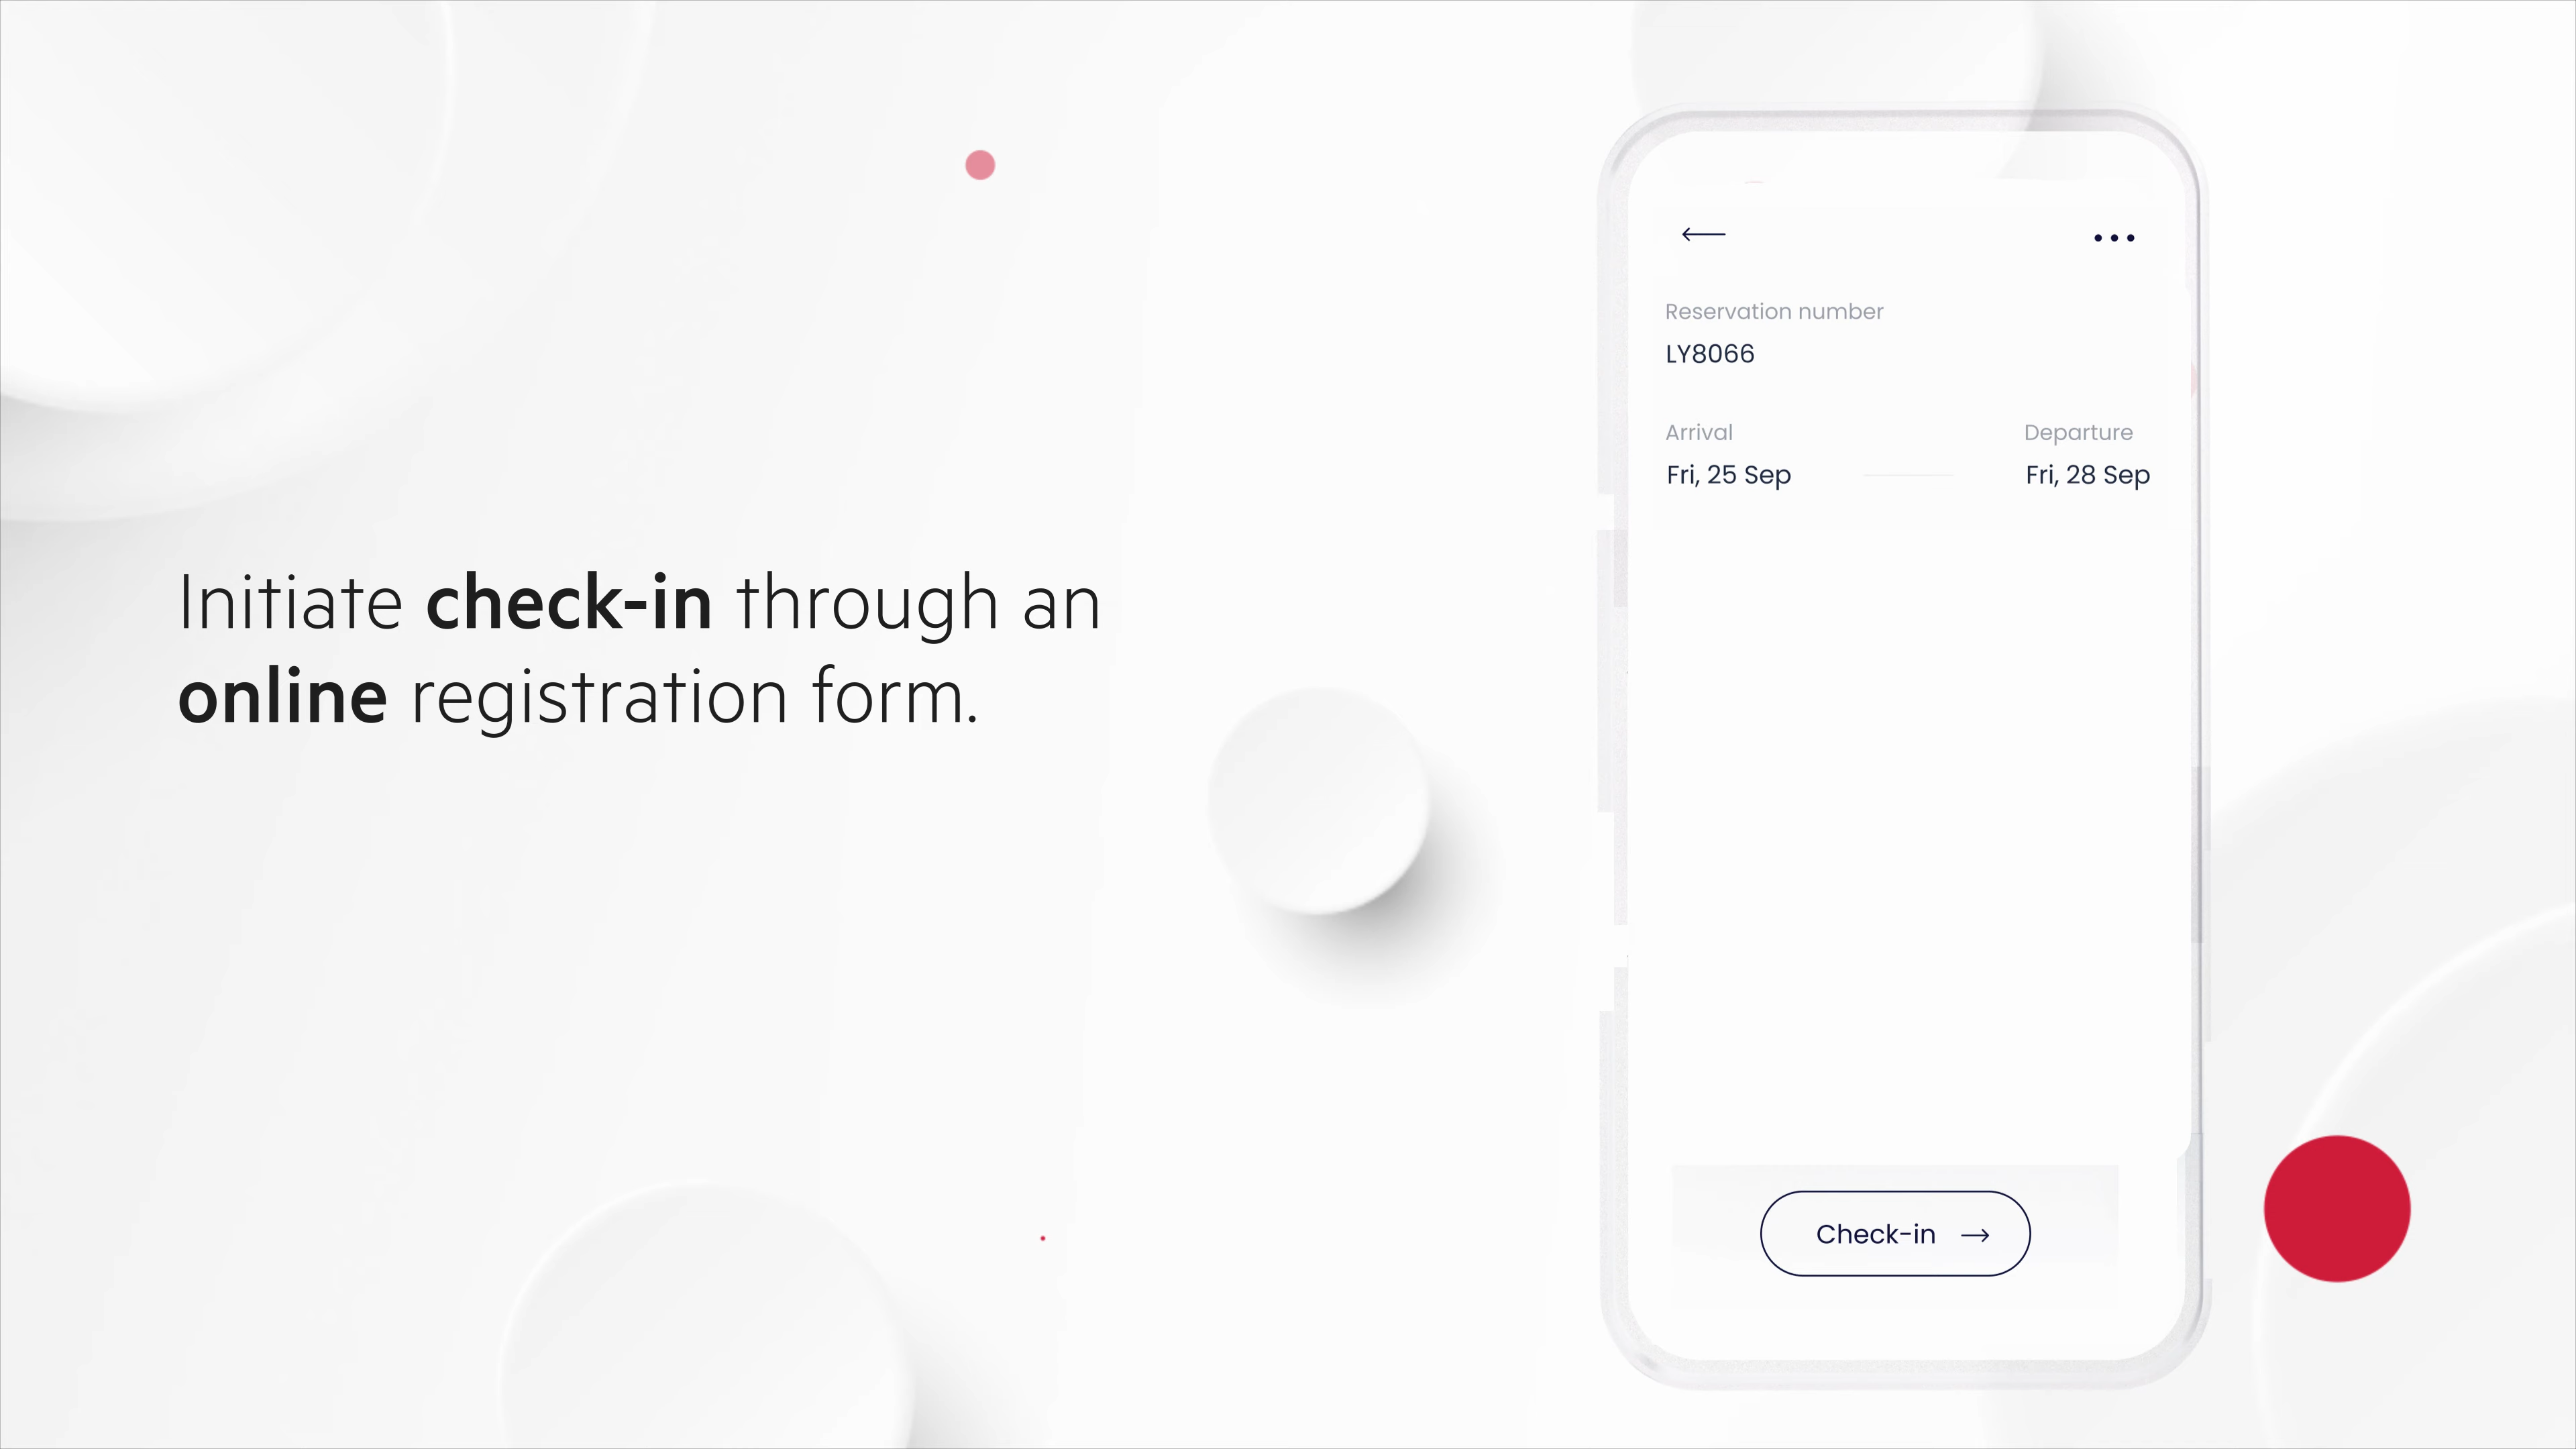 Initiate check-in through an
online registration form.
Reservation number
LY8066
Arrival
Departure
Fri, 25 Sep
Fri, 28 Sep
Check-in